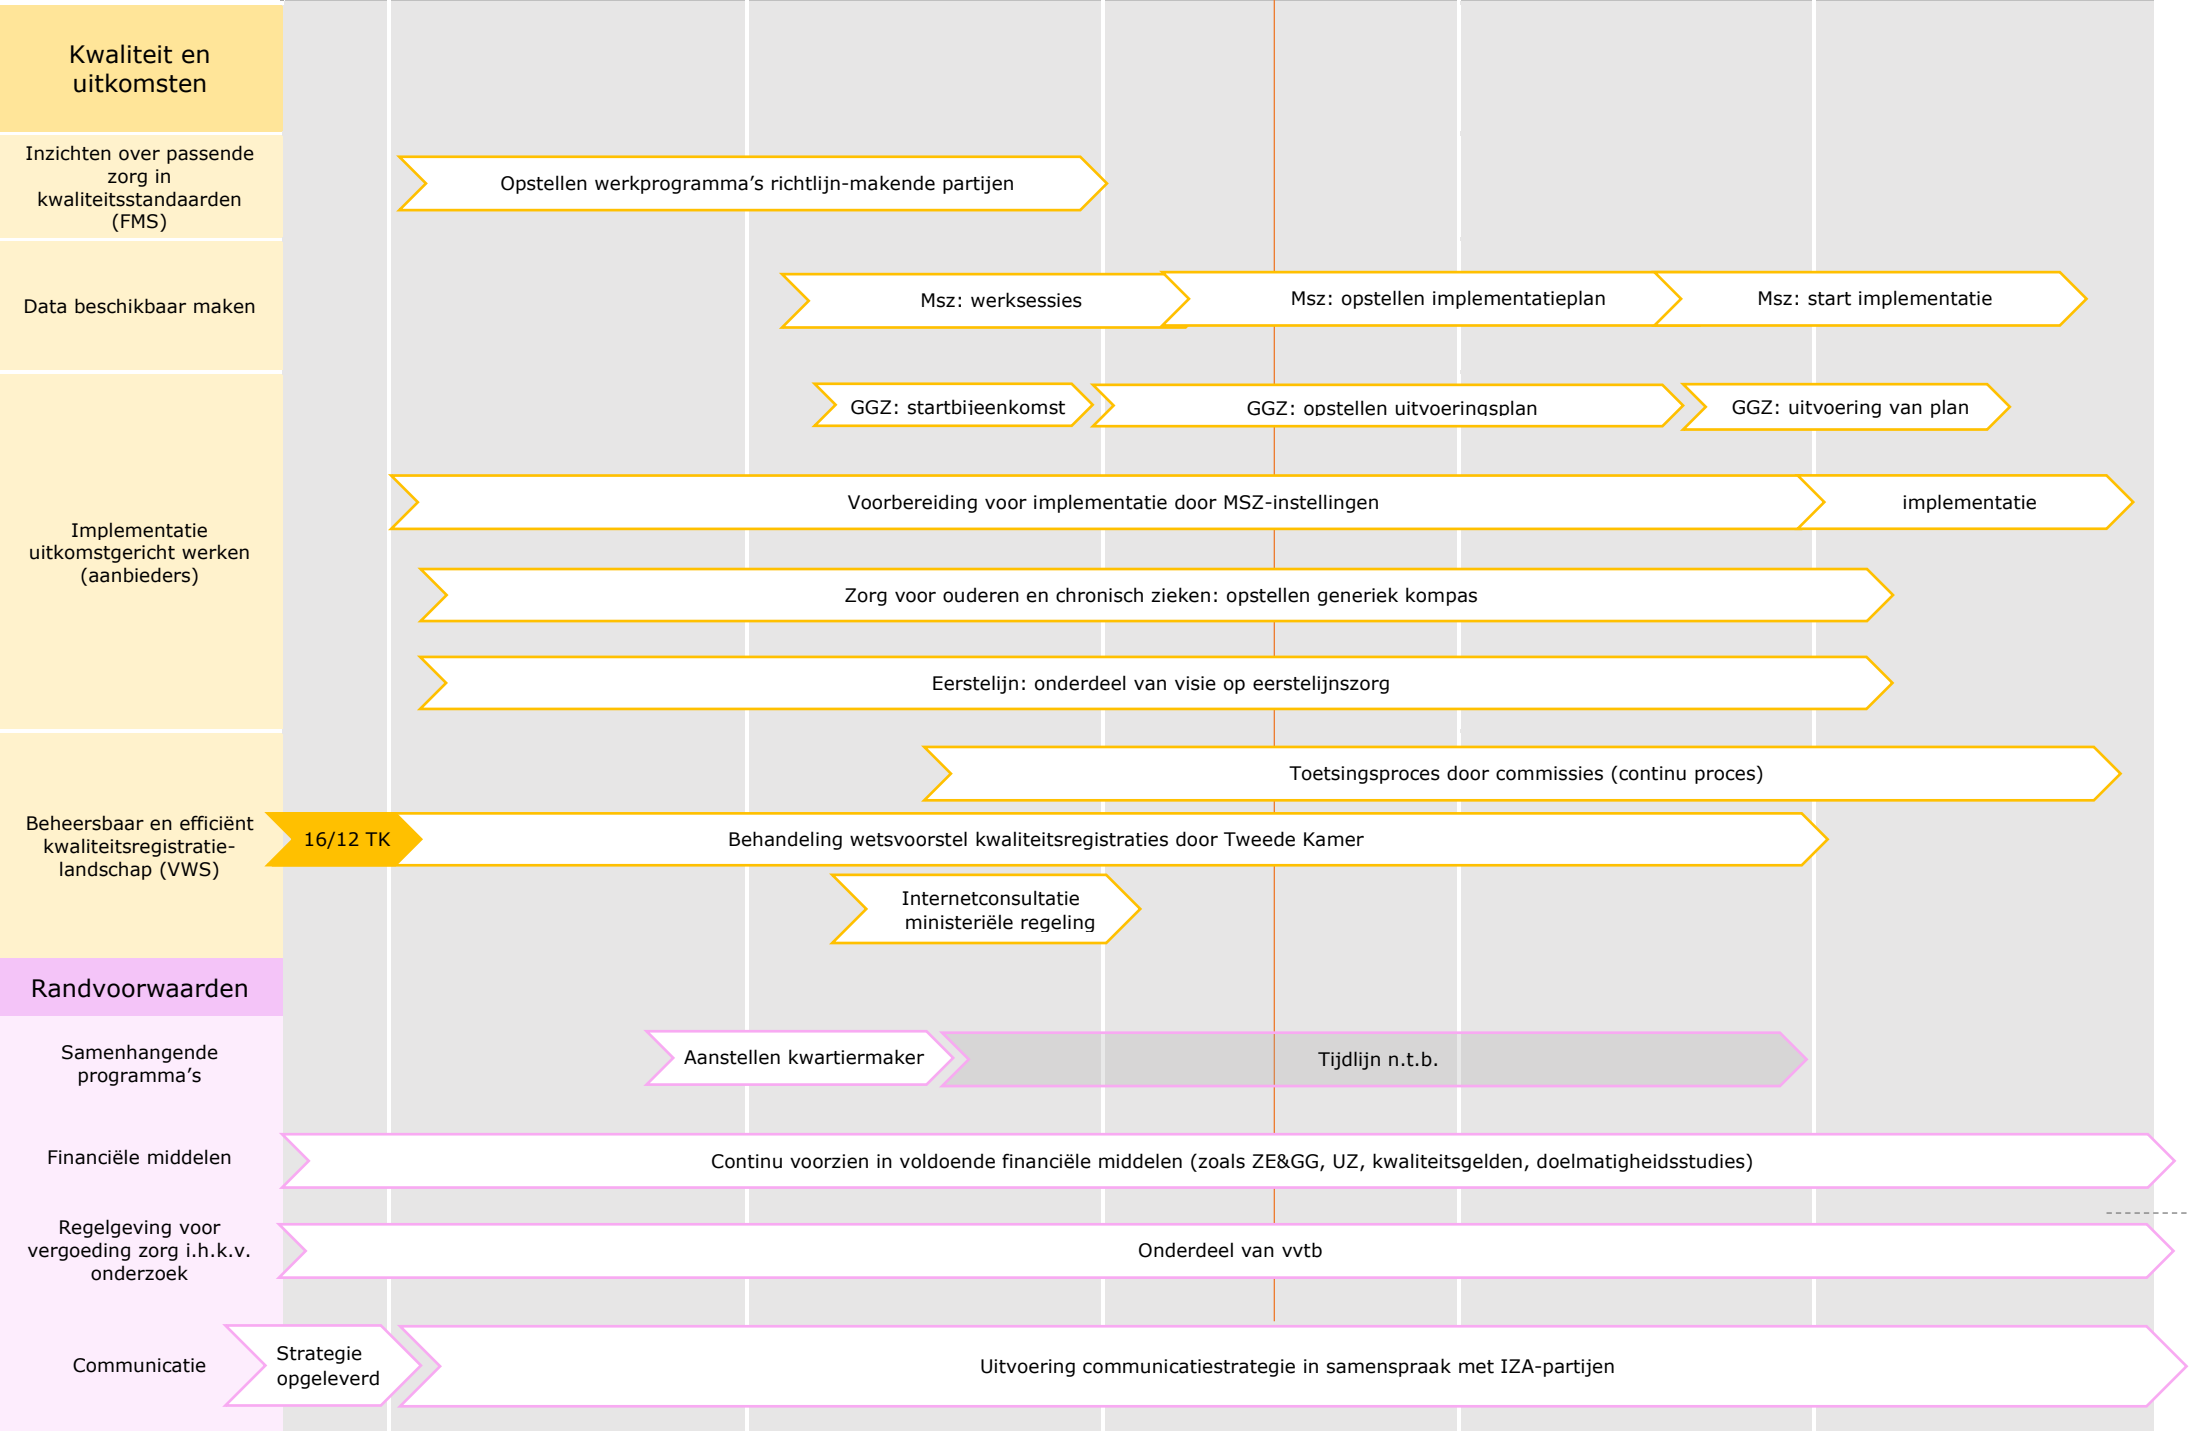 Kwaliteit en
uitkomsten
Inzichten over passende
zorg in
kwaliteitsstandaarden
(FMS)
Opstellen werkprogramma's richtlijn-makende partijen
Data beschikbaar maken
Msz: werksessies
Msz: opstellen implementatieplan
Msz: start implementatie
GGZ: startbijeenkomst
GGZ: opstellen uitvoeringsplan
GGZ: uitvoering van plan
Implementatie
uitkomstgericht werken
(aanbieders)
Voorbereiding voor implementatie door MSZ-instellingen
implementatie
Zorg voor ouderen en chronisch zieken: opstellen generiek kompas
Eerstelijn: onderdeel van visie op eerstelijnszorg
Toetsingsproces door commissies (continu proces)
Beheersbaar en efficiënt
kwaliteitsregistratie-
landschap (VWS)
16/12 TK
Behandeling wetsvoorstel kwaliteitsregistraties door Tweede Kamer
Internetconsultatie
ministeriële regeling
Randvoorwaarden
Samenhangende
programma's
Aanstellen kwartiermaker
Tijdlijn n.t.b.
Financiële middelen
Continu voorzien in voldoende financiële middelen (zoals ZE&GG, UZ, kwaliteitsgelden, doelmatigheidsstudies)
Regelgeving voor
vergoeding zorg i.h.k.v.
onderzoek
Onderdeel van vvtb
Communicatie
Strategie
opgeleverd
Uitvoering communicatiestrategie in samenspraak met IZA-partijen